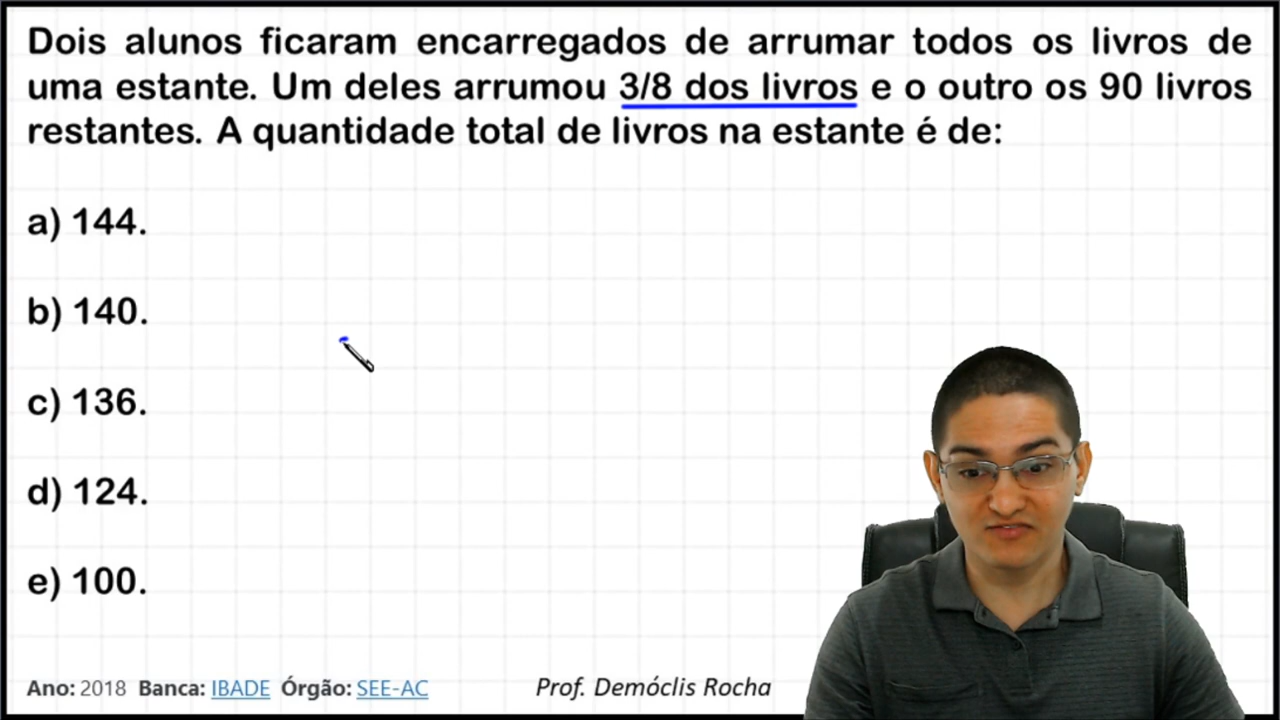 Dois alunos ficaram encarregados de arrumar todos os livros de
uma estante. Um deles arrumou 3/8 dos livros e o outro os 90 livros
restantes. A quantidade total de livros na estante é de:
a) 144.
b) 140.
c) 136.
d) 124.
e) 100.
Ano: 2018 Banca: IBADE Órgão: SEE-AC
Prof. Demóclis Rocha